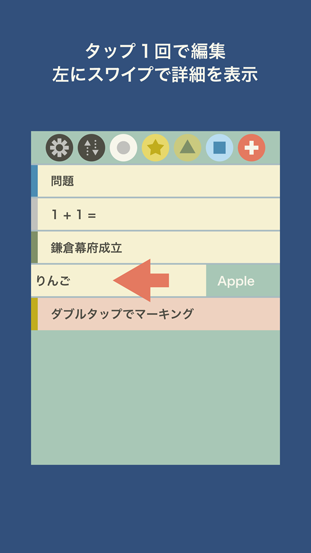 タップ1回で編集
左にスワイプで詳細を表示
問題
1 + 1 =
鎌倉幕府成立
りんご
Apple
ダブルタップでマーキング